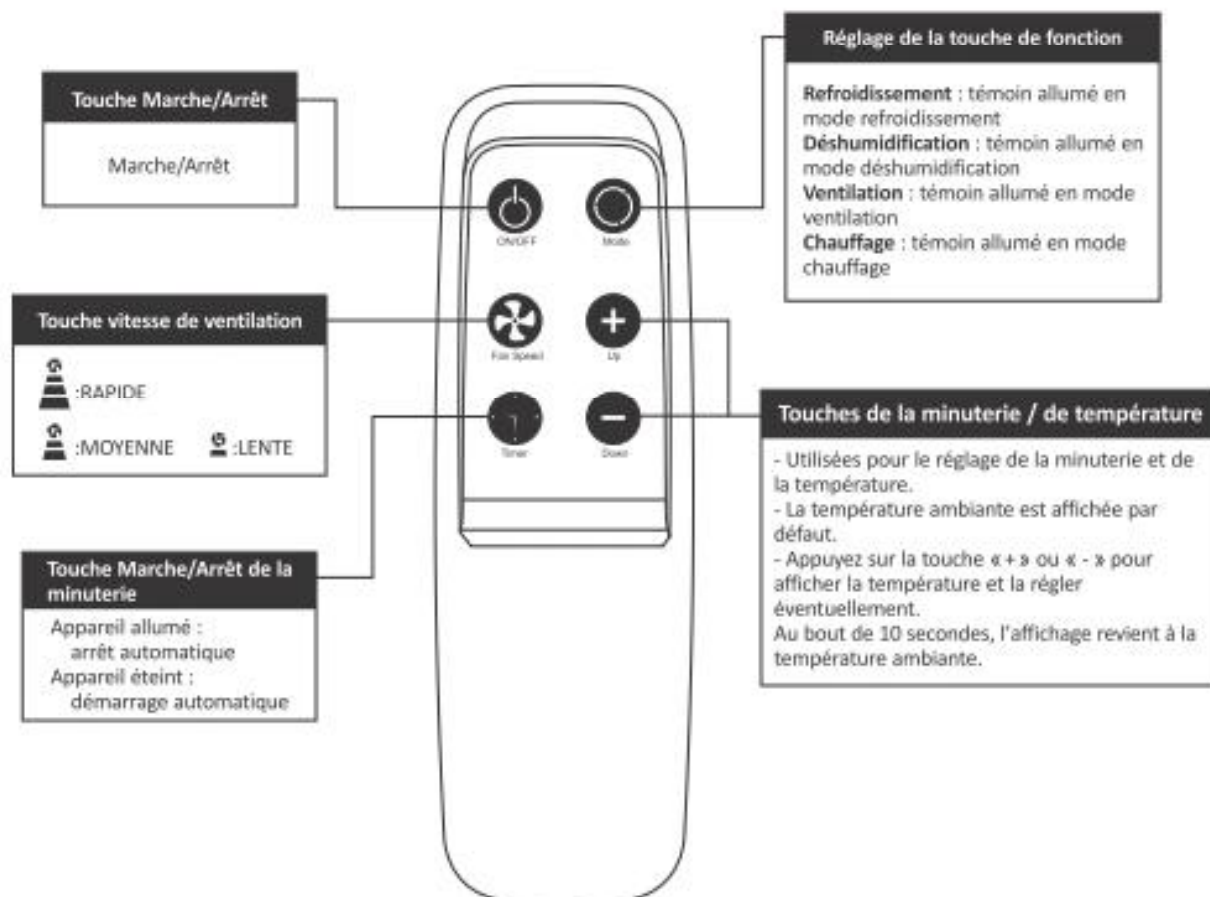 Réglage de la touche de fonction
Refroidissement : témoin allumé en
mode refroidissement
Déshumidification : témoin allumé en
mode déshumidification
Ventilation : témoin allumé en mode
ventilation
Chauffage : témoin allumé en mode
chauffage
Touche Marche/Arrêt
Marche/Arrêt
ON/OFF
Mode
Touche vitesse de ventilation
:RAPIDE
:MOYENNE :LENTE
Fan Speed
Up
Timer
Down
Touches de la minuterie / de température
- Utilisées pour le réglage de la minuterie et de
la température.
- La température ambiante est affichée par
défaut.
- Appuyez sur la touche « + » ou « - » pour
afficher la température et la régler
éventuellement.
Au bout de 10 secondes, l'affichage revient à la
température ambiante.
Touche Marche/Arrêt de la
minuterie
Appareil allumé :
arrêt automatique
Appareil éteint :
démarrage automatique